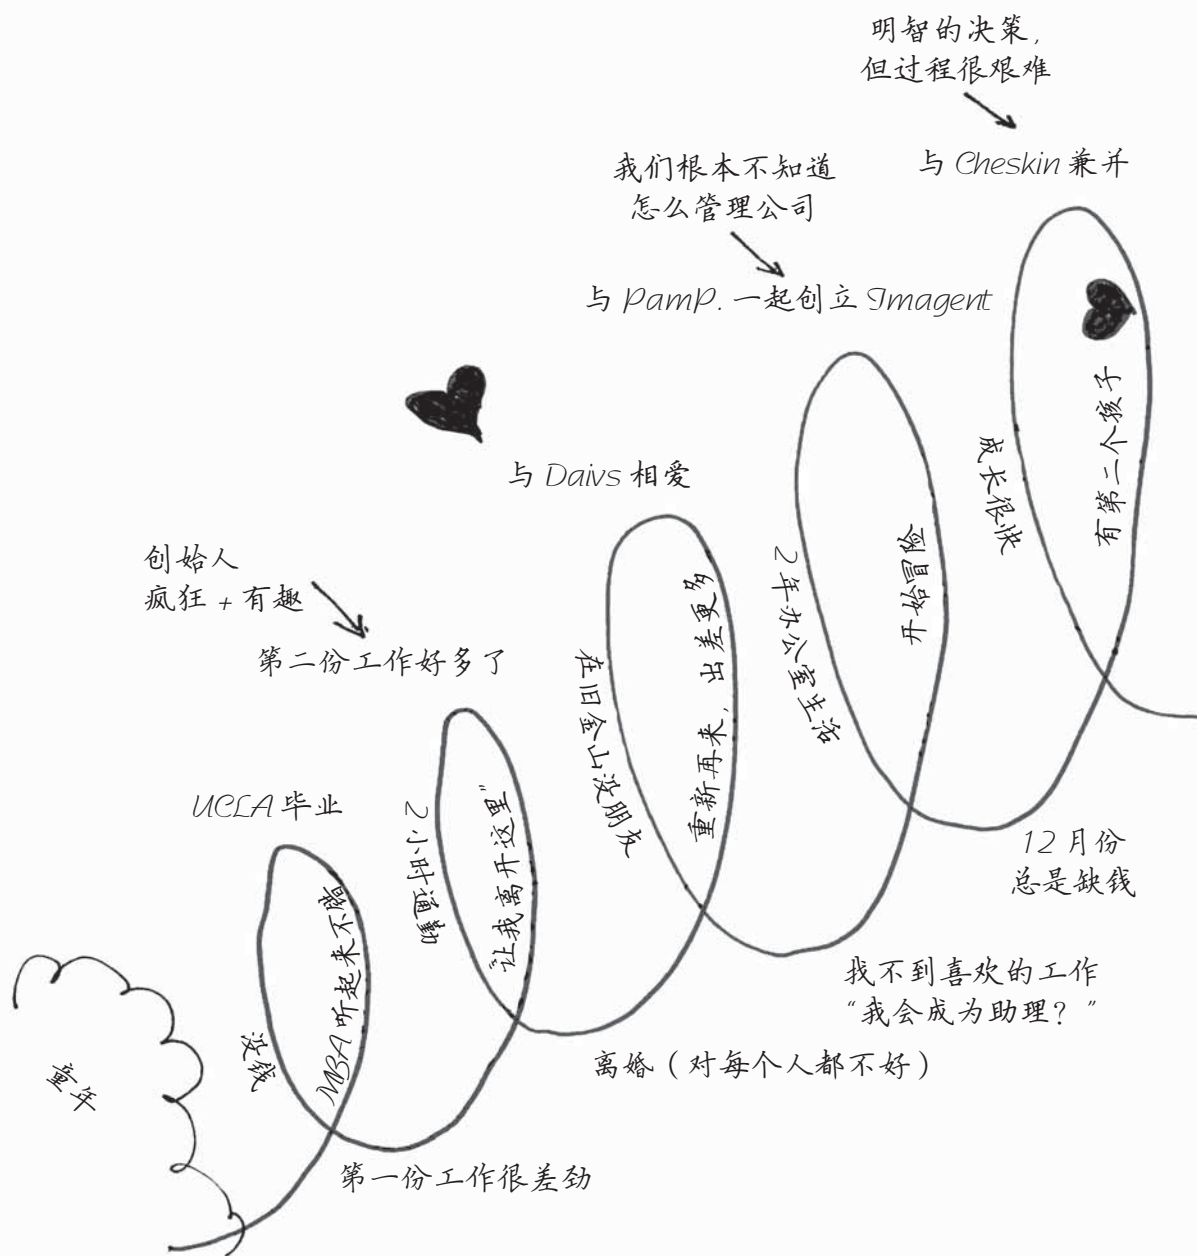 明智的决策，
但过程很艰难
与 Cheskin 兼并
我们根本不知道
怎么管理公司
与 PamP. 一起创立 Imagent
成长很快
有第二个孩子
与 Daivs 相爱
创始人
疯狂 + 有趣
第二份工作好多了
2 年办公室生活
开始冒险
在旧金山没朋友
重新再来，出差更多
UCLA 毕业
2 小时通勤
“让我离开这里”
12 月份
总是缺钱
没钱
MBA 听起来不错
找不到喜欢的工作
“我会成为助理？”
离婚（对每个人都不好）
童年
第一份工作很差劲